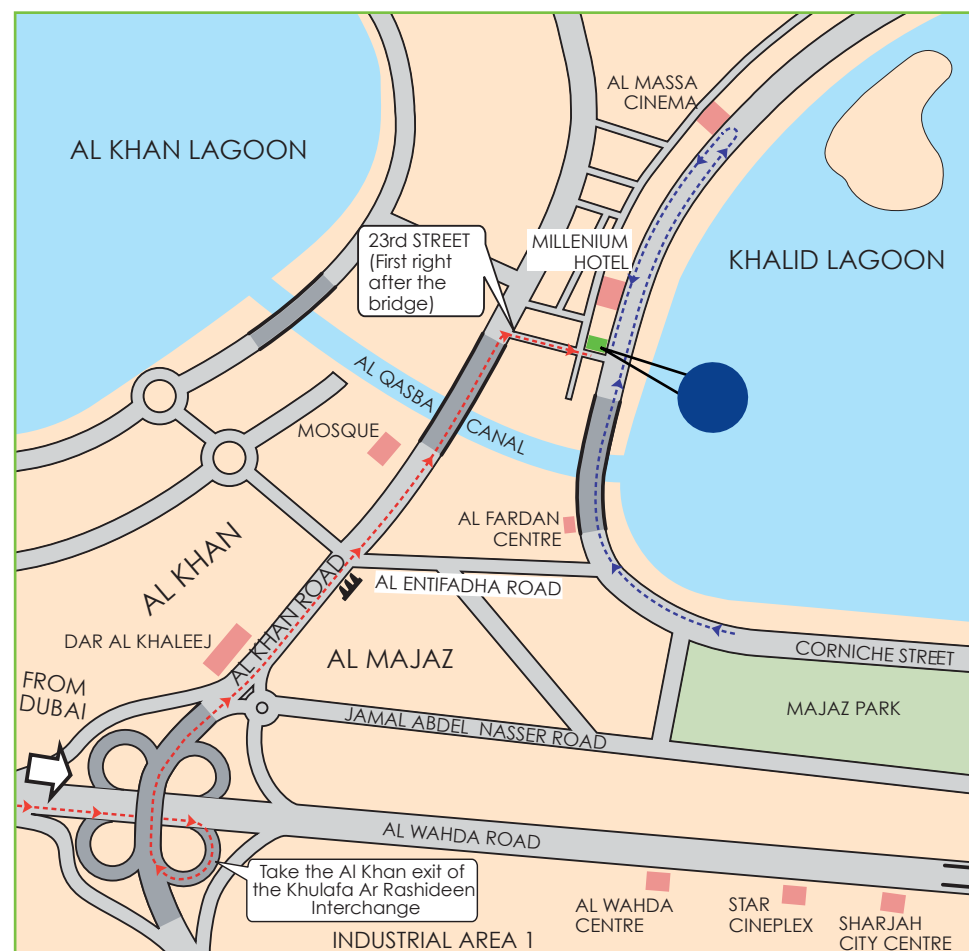 AL MASSA
CINEMA
AL KHAN LAGOON
23rd STREET
(First right
after the
bridge)
MILLENIUM
HOTEL
KHALID LAGOON
AL QASBA
CANAL
MOSQUE
AL FARDAN
CENTRE
AL KHAN
AL KHAN ROAD
AL ENTIFADHA ROAD
DAR AL KHALEEJ
AL MAJAZ
CORNICHE STREET
FROM
DUBAI
MAJAZ PARK
JAMAL ABDEL NASSER ROAD
AL WAHDA ROAD
Take the Al Khan exit of
the Khulafa Ar Rashideen
Interchange
AL WAHDA
CENTRE
STAR
CINEPLEX
SHARJAH
CITY CENTRE
INDUSTRIAL AREA 1